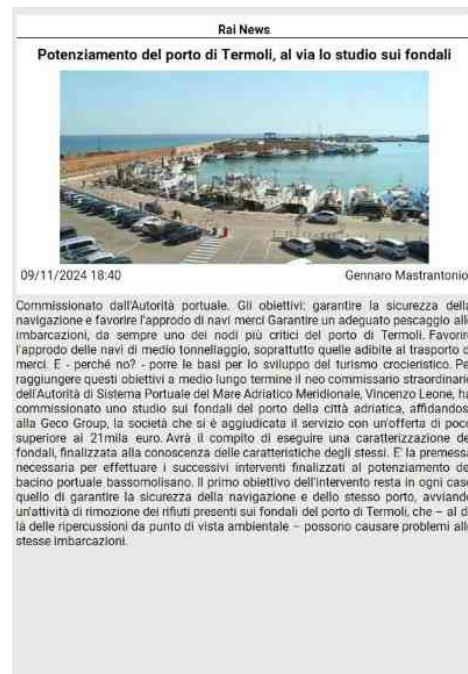 Rai News
Potenziamento del porto di Termoli, al via lo studio sui fondali
09/11/2024 18:40
Gennaro Mastrantonio
Commissionato dall'Autorità portuale. Gli obiettivi: garantire la sicurezza della
navigazione e favorire l'approdo di navi merci Garantire un adeguato pescaggio alle
imbarcazioni, da sempre uno dei nodi più critici del porto di Termoli. Favorire
l'approdo delle navi di medio tonnellaggio, soprattutto quelle adibite al trasporto di
merci. E - perché no? - porre le basi per lo sviluppo del turismo crocieristico. Per
raggiungere questi obiettivi a medio lungo termine il neo commissario straordinario
dell'Autorità di Sistema Portuale del Mare Adriatico Meridionale, Vincenzo Leone, ha
commissionato uno studio sui fondali del porto della città adriatica, affidandosi
alla Geco Group, la società che si è aggiudicata il servizio con un'offerta di poco
superiore ai 21mila euro. Avrà il compito di eseguire una caratterizzazione dei
fondali, finalizzata alla conoscenza delle caratteristiche degli stessi. E' la premessa
necessaria per effettuare i successivi interventi finalizzati al potenziamento del
bacino portuale bassomolisano. Il primo obiettivo dell'intervento resta in ogni caso
quello di garantire la sicurezza della navigazione e dello stesso porto, avviando
un'attività di rimozione dei rifiuti presenti sui fondali del porto di Termoli, che – al di
là delle ripercussioni da punto di vista ambientale – possono causare problemi alle
stesse imbarcazioni.